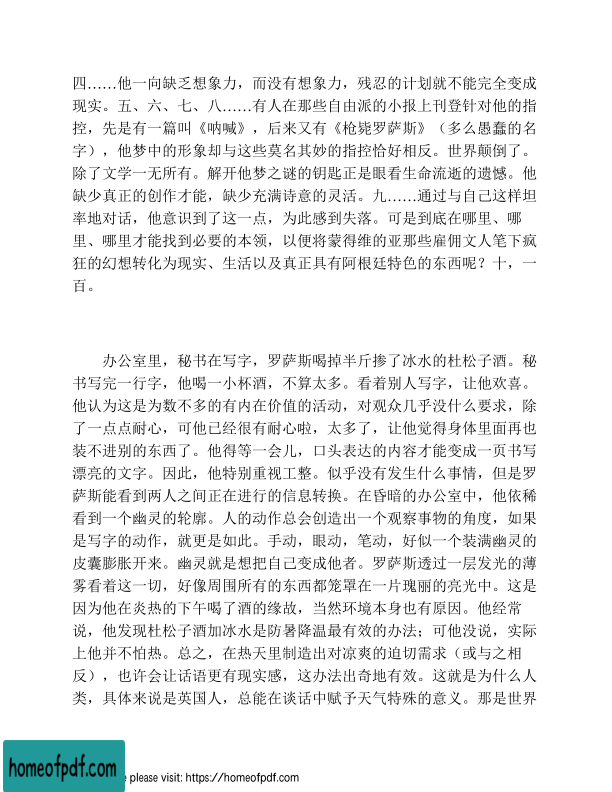 四……他一向缺乏想象力，而没有想象力，残忍的计划就不能完全变成
现实。五、六、七、八……有人在那些自由派的小报上刊登针对他的指
控，先是有一篇叫《呐喊》，后来又有《枪毙罗萨斯》（多么愚蠢的名
字），他梦中的形象却与这些莫名其妙的指控恰好相反。世界颠倒了。
除了文学一无所有。解开他梦之谜的钥匙正是眼看生命流逝的遗憾。他
缺少真正的创作才能，缺少充满诗意的灵活。九……通过与自己这样坦
率地对话，他意识到了这一点，为此感到失落。可是到底在哪里、哪
里、哪里才能找到必要的本领，以便将蒙得维的亚那些雇佣文人笔下疯
狂的幻想转化为现实、生活以及真正具有阿根廷特色的东西呢？十，一
百。
办公室里，秘书在写字，罗萨斯喝掉半斤掺了冰水的杜松子酒。秘
书写完一行字，他喝一小杯酒，不算太多。看着别人写字，让他欢喜。
他认为这是为数不多的有内在价值的活动，对观众几乎没什么要求，除
了一点点耐心，可他已经很有耐心啦，太多了，让他觉得身体里面再也
装不进别的东西了。他得等一会儿，口头表达的内容才能变成一页书写
漂亮的文字。因此，他特别重视工整。似乎没有发生什么事情，但是罗
萨斯能看到两人之间正在进行的信息转换。在昏暗的办公室中，他依稀
看到一个幽灵的轮廓。人的动作总会创造出一个观察事物的角度，如果
是写字的动作，就更是如此。手动，眼动，笔动，好似一个装满幽灵的
皮囊膨胀开来。幽灵就是想把自己变成他者。罗萨斯透过一层发光的薄
雾看着这一切，好像周围所有的东西都笼罩在一片瑰丽的亮光中。这是
因为他在炎热的下午喝了酒的缘故，当然环境本身也有原因。他经常
说，他发现杜松子酒加冰水是防暑降温最有效的办法；可他没说，实际
上他并不怕热。总之，在热天里制造出对凉爽的迫切需求（或与之相
反），也许会让话语更有现实感，这办法出奇地有效。这就是为什么人
类，具体来说是英国人，总能在谈话中赋予天气特殊的意义。那是世界
homeofpdf.com
e please visit: https://homeofpdf.com